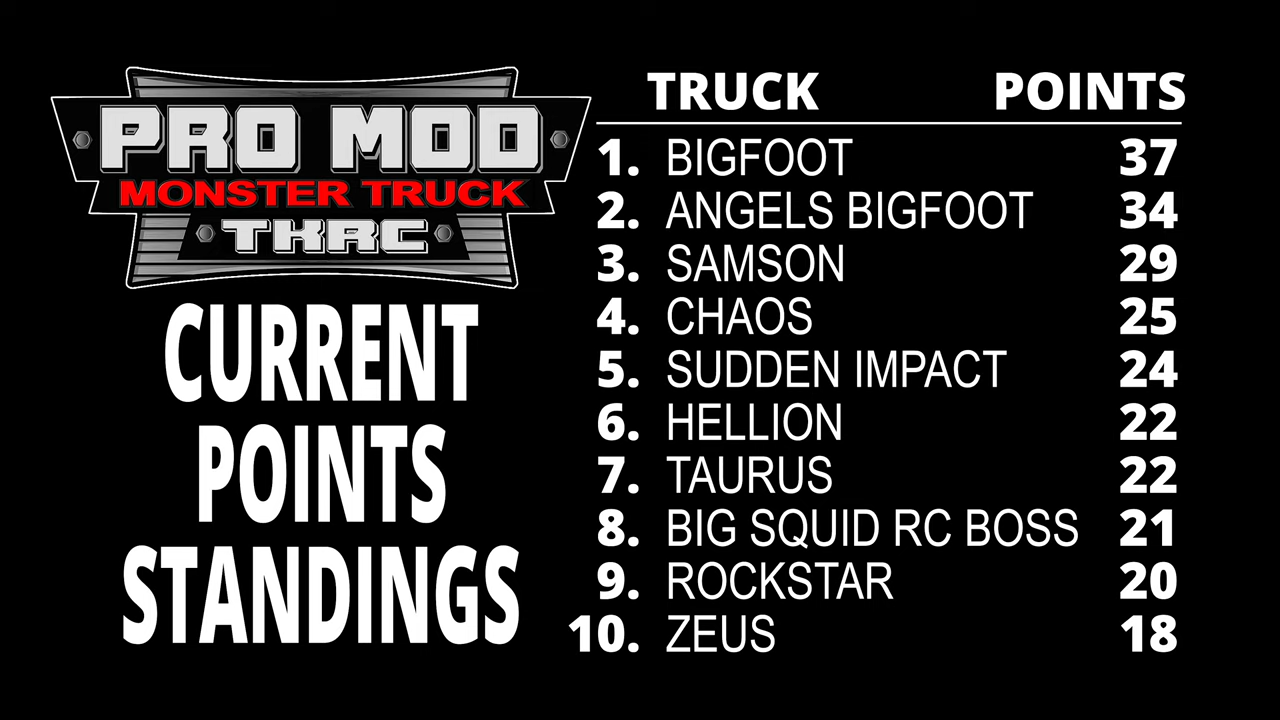 PRO MOD
MONSTER TRUCK
TKRC
CURRENT
POINTS
STANDINGS
TRUCK POINTS
1. BIGFOOT 37
2. ANGELS BIGFOOT 34
3. SAMSON 29
4. CHAOS 25
5. SUDDEN IMPACT 24
6. HELLION 22
7. TAURUS 22
8. BIG SQUID RC BOSS 21
9. ROCKSTAR 20
10. ZEUS 18